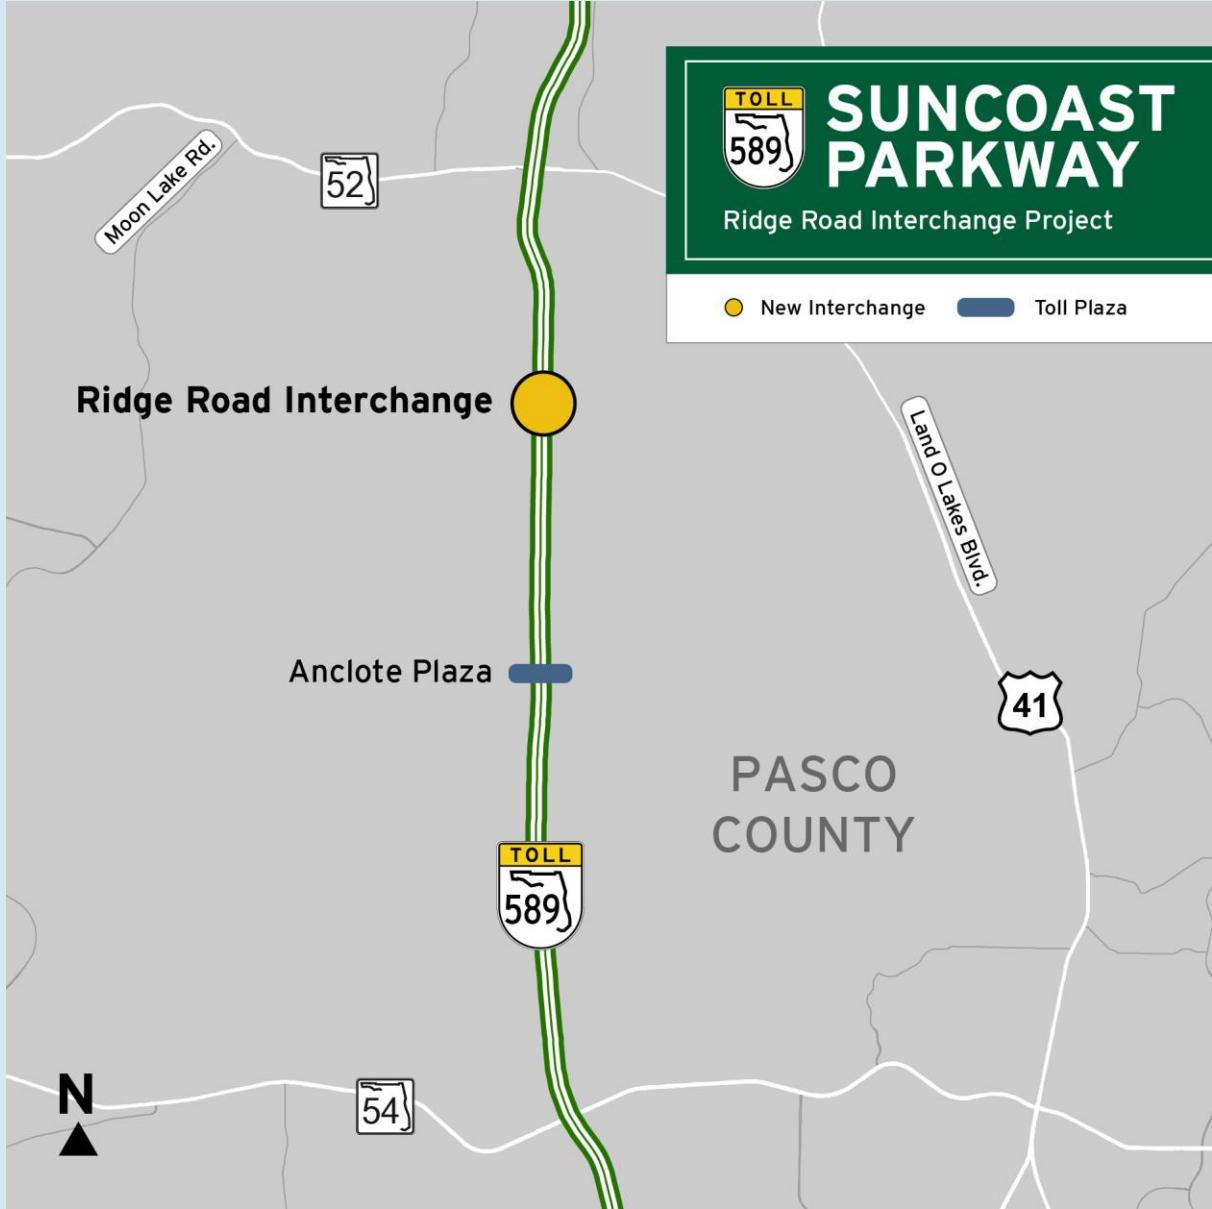 TOLL
589
SUNCOAST
PARKWAY
Ridge Road Interchange Project
New Interchange
Toll Plaza
Moon Lake Rd.
52
Ridge Road Interchange
Land O Lakes Blvd.
Anclote Plaza
41
PASCO
COUNTY
TOLL
589
N
54